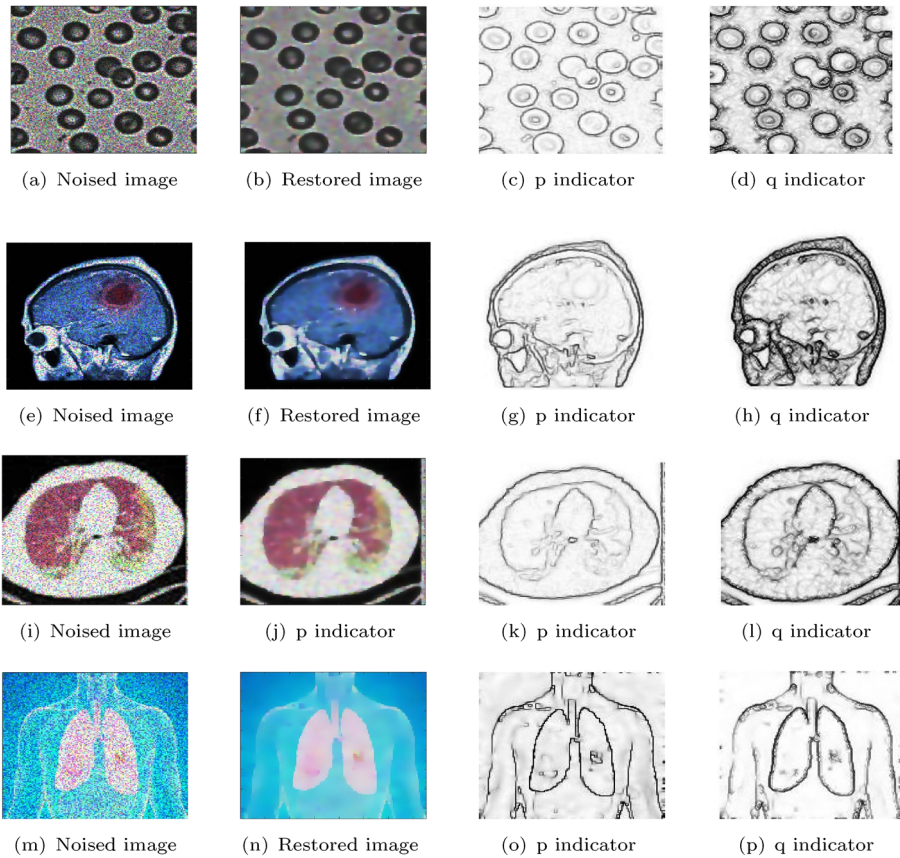 (a) Noised image (b) Restored image (c) p indicator (d) q indicator
(e) Noised image (f) Restored image (g) p indicator (h) q indicator
(i) Noised image (j) p indicator (k) p indicator (l) q indicator
(m) Noised image (n) Restored image (o) p indicator (p) q indicator